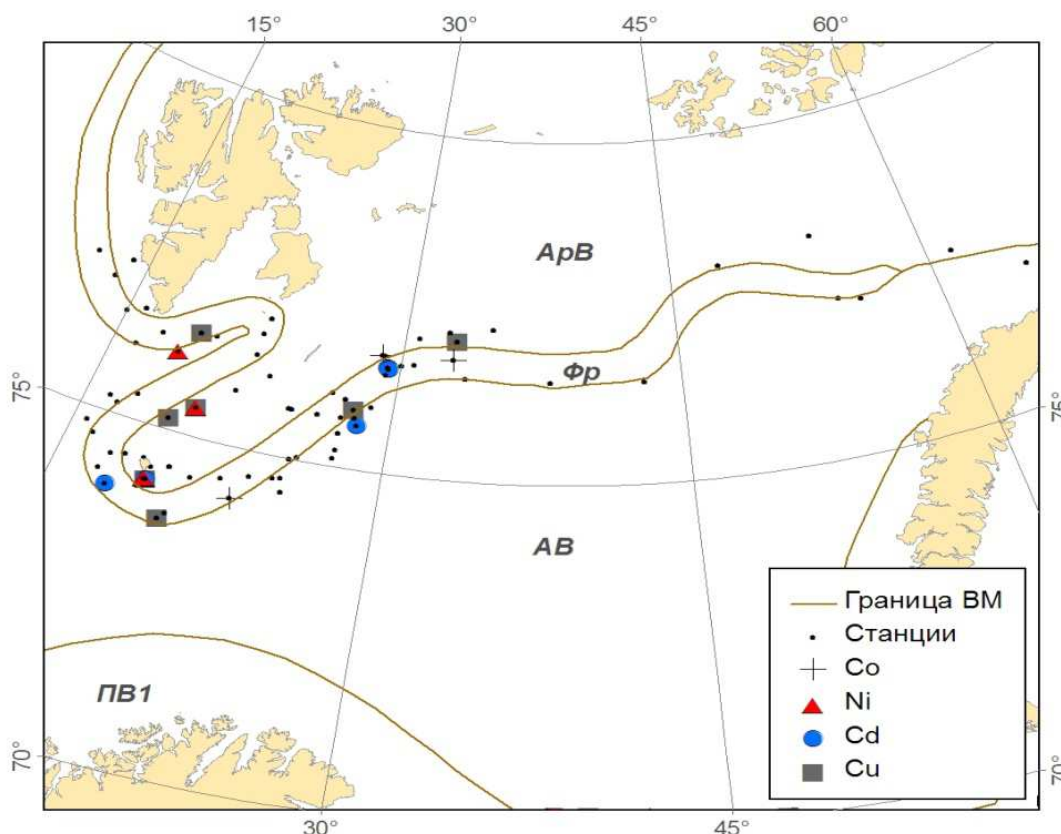 15° 30° 45° 60°
АрВ
Фр
75° 75°
АВ
ПВ1
Граница ВМ
Станции
Co
Ni
Cd
Cu
70° 70°
30° 45°